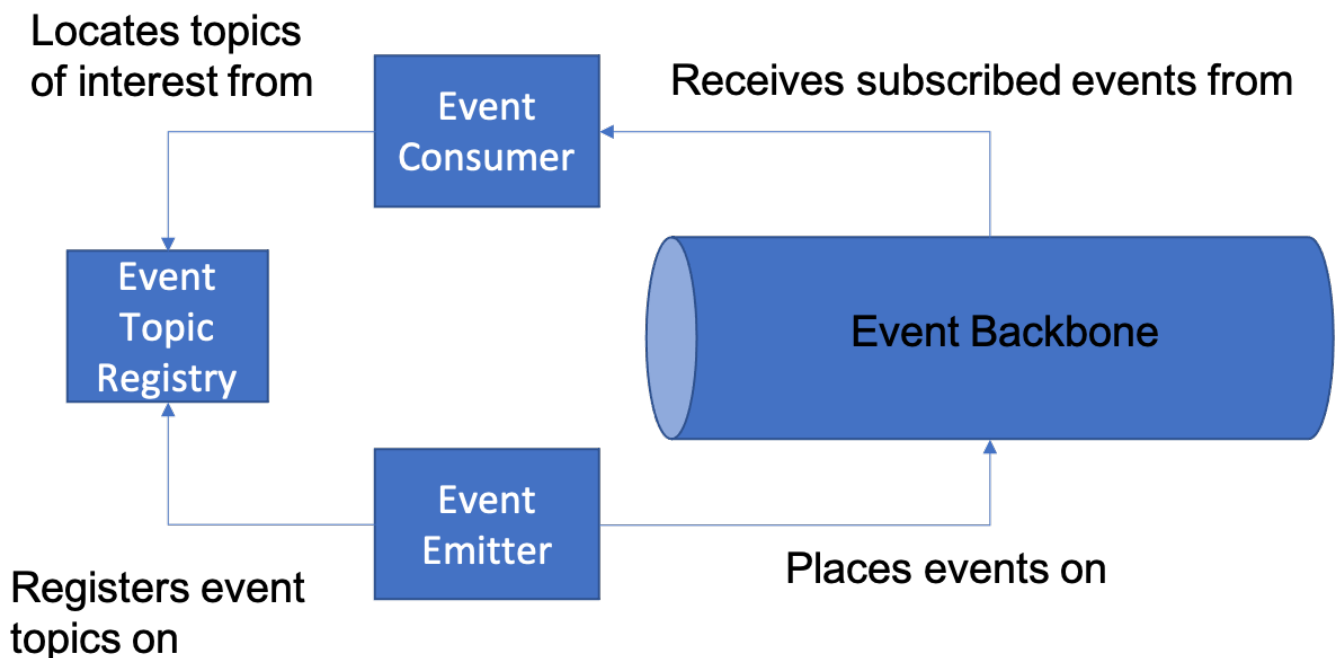 Locates topics
of interest from
Event
Consumer
Receives subscribed events from
Event
Topic
Registry
Event Backbone
Event
Emitter
Registers event
topics on
Places events on